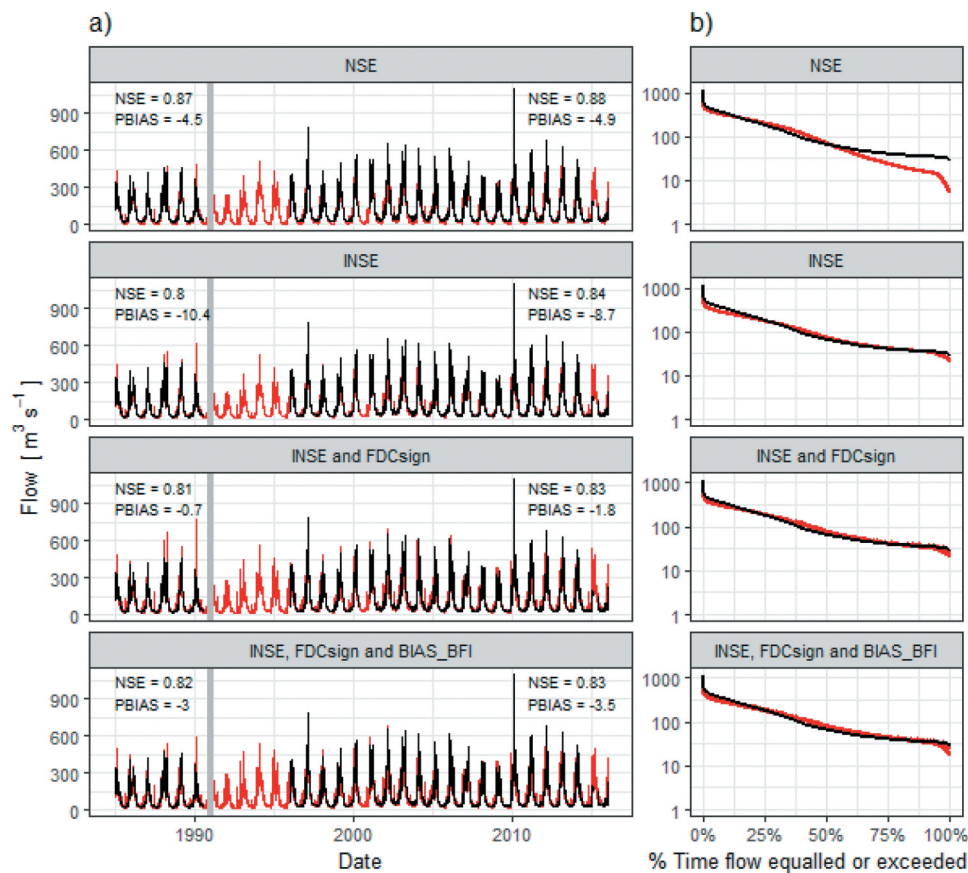 a)
b)
NSE
NSE
900
600
300
0
NSE = 0.87
PBIAS = -4.5
NSE = 0.88
PBIAS = -4.9
1000
100
10
1
INSE
INSE
900
600
300
0
NSE = 0.8
PBIAS = -10.4
NSE = 0.84
PBIAS = -8.7
1000
100
10
1
INSE and FDCsign
INSE and FDCsign
900
600
300
0
NSE = 0.81
PBIAS = -0.7
NSE = 0.83
PBIAS = -1.8
1000
100
10
1
INSE, FDCsign and BIAS_BFI
INSE, FDCsign and BIAS_BFI
900
600
300
0
NSE = 0.82
PBIAS = -3
NSE = 0.83
PBIAS = -3.5
1000
100
10
1
Flow [ m³ s⁻¹]
1990 2000 2010
Date
0% 25% 50% 75% 100%
% Time flow equalled or exceeded